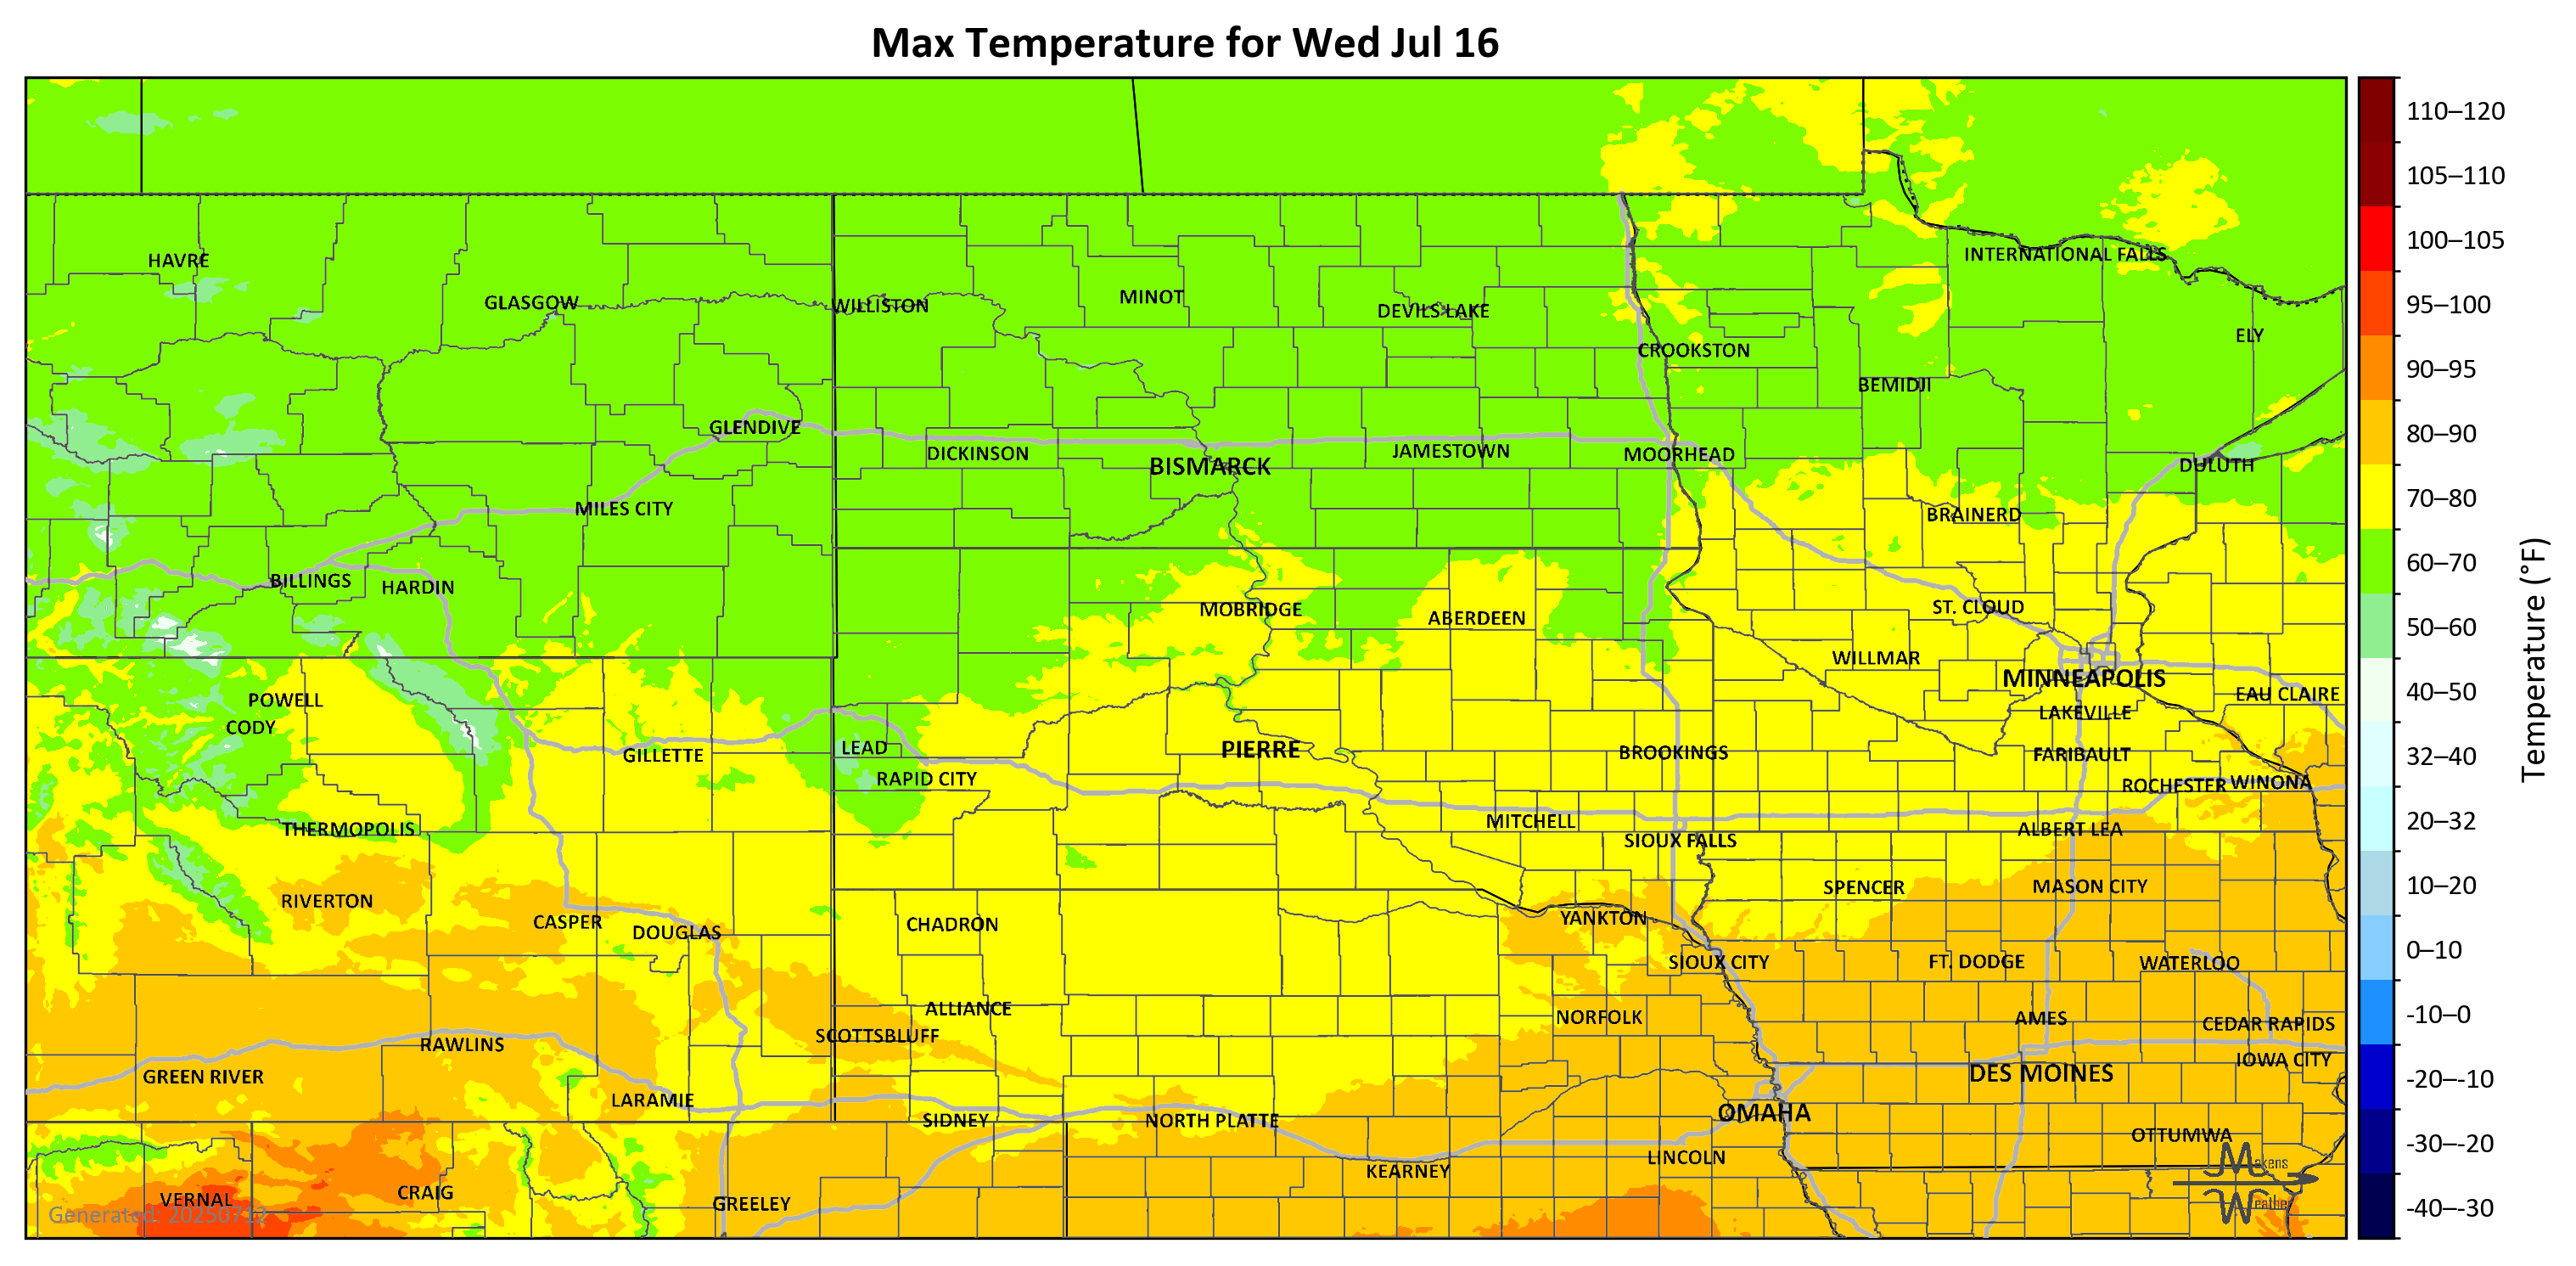 Max Temperature for Wed Jul 16
HAVRE
GLASGOW
WILLISTON
MINOT
DEVILS LAKE
INTERNATIONAL FALLS
CROOKSTON
ELY
BEMIDJI
GLENDIVE
DICKINSON
BISMARCK
JAMESTOWN
MOORHEAD
DULUTH
MILES CITY
BRAINERD
BILLINGS
HARDIN
MOBRIDGE
ABERDEEN
ST. CLOUD
WILLMAR
MINNEAPOLIS
EAU CLAIRE
POWELL
CODY
LAKEVILLE
GILLETTE
LEAD
RAPID CITY
PIERRE
BROOKINGS
FARIBAULT
ROCHESTER
WINONA
THERMOPOLIS
MITCHELL
SIOUX FALLS
ALBERT LEA
RIVERTON
CASPER
DOUGLAS
CHADRON
YANKTON
SPENCER
MASON CITY
SIOUX CITY
FT. DODGE
WATERLOO
ALLIANCE
SCOTTSBLUFF
NORFOLK
AMES
CEDAR RAPIDS
RAWLINS
GREEN RIVER
IOWA CITY
DES MOINES
LARAMIE
SIDNEY
NORTH PLATTE
OMAHA
OTTUMWA
KEARNEY
LINCOLN
VERNAL
CRAIG
GREELEY
Generated: 20250712
Makens
Weather
110–120
105–110
100–105
95–100
90–95
80–90
70–80
60–70
50–60
40–50
32–40
20–32
10–20
0–10
-10–0
-20–-10
-30–-20
-40–-30
Temperature (°F)